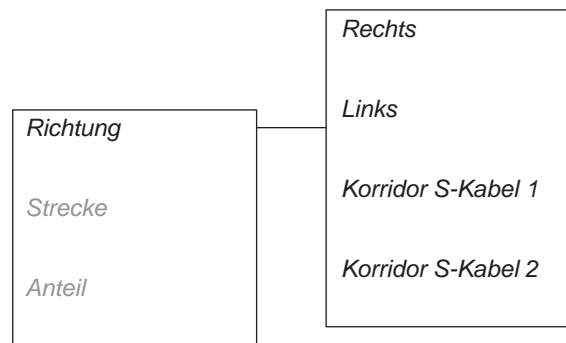 Richtung
Strecke
Anteil
Rechts
Links
Korridor S-Kabel 1
Korridor S-Kabel 2